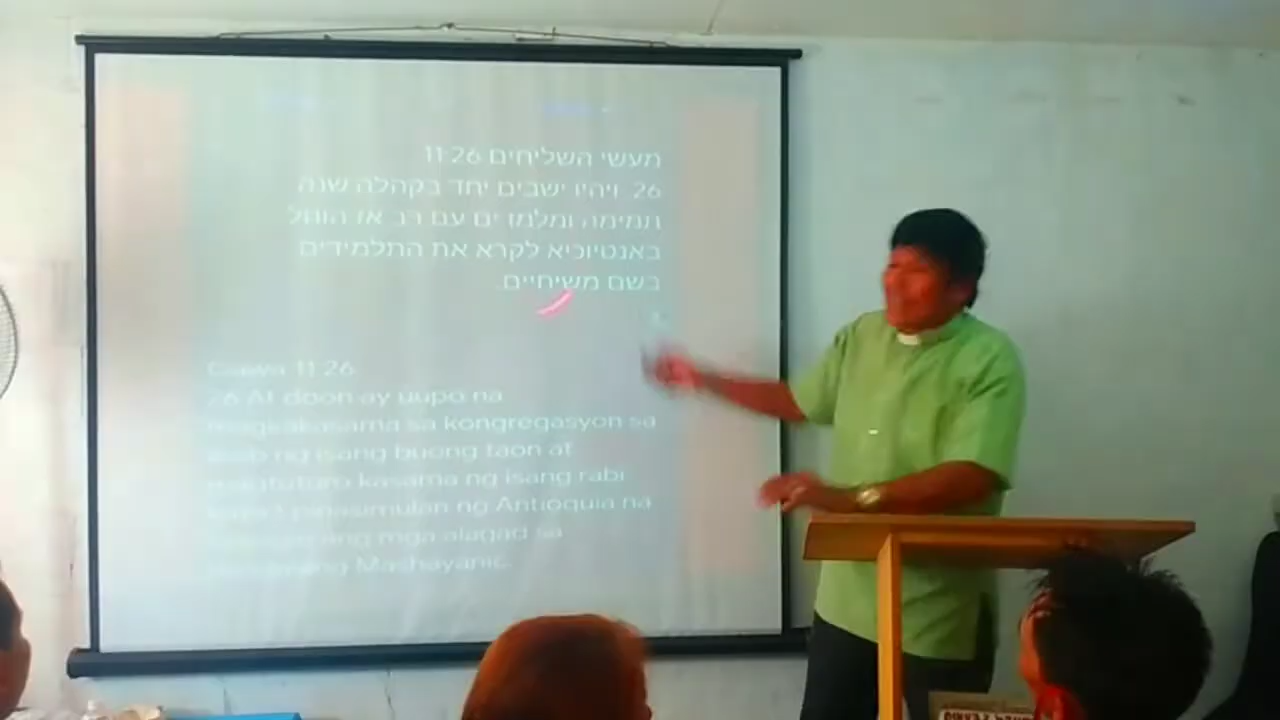 מעשי השליחים 11:26
26 ויהיו ישבים יחד בקהלה שנה
תמימה ומלמדים עם רב אז הוחל
באנטיוכיא לקרא את התלמידים
בשם משיחיים.
Gawa 11:26
26 At doon ay uupo na
sa kongregasyon sa
ng isang buong taon at
kasama ng isang rabi
pinasimulan ng Antioquia na
ang mga alagad sa
Mashayanic.